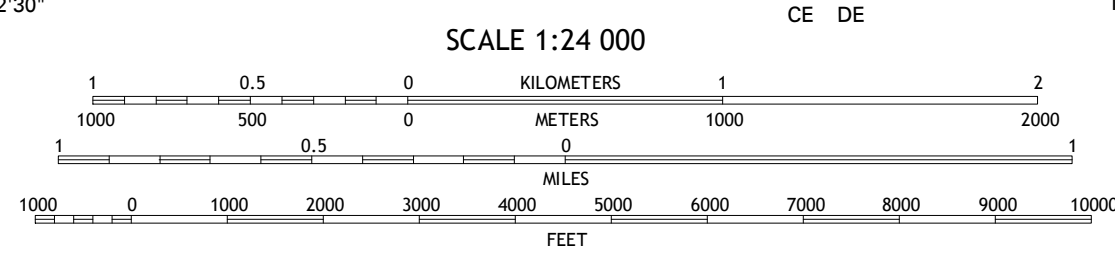 2'30"
CE DE
SCALE 1:24 000
1 0.5 0 KILOMETERS 1 2
1000 500 0 METERS 1000 2000
1 0.5 0 1
MILES
1000 0 1000 2000 3000 4000 5000 6000 7000 8000 9000 10000
FEET